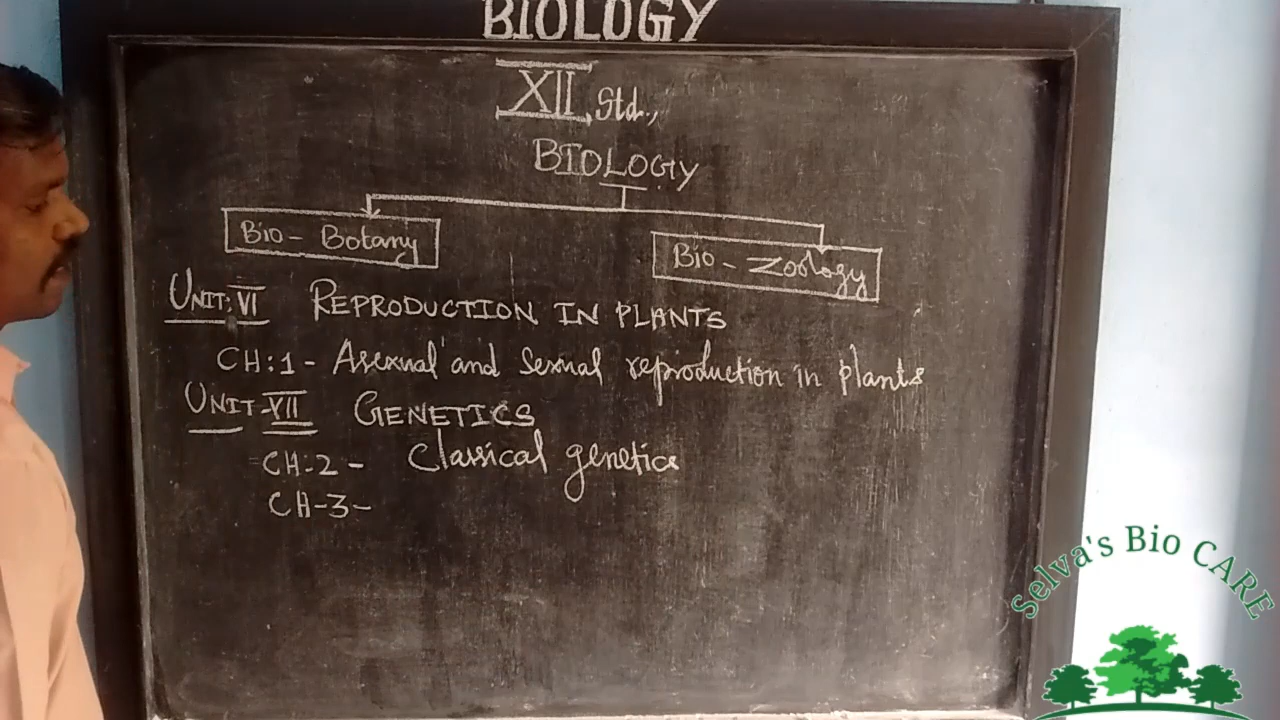 BIOLOGY
XII Std.,
BIOLOGY
Bio - Botany
Bio - Zoology
UNIT: VI REPRODUCTION IN PLANTS
CH: 1 - Asexual and Sexual reproduction in plants
UNIT-VII GENETICS
CH-2 - Classical genetics
CH-3-
Selva's Bio CARE